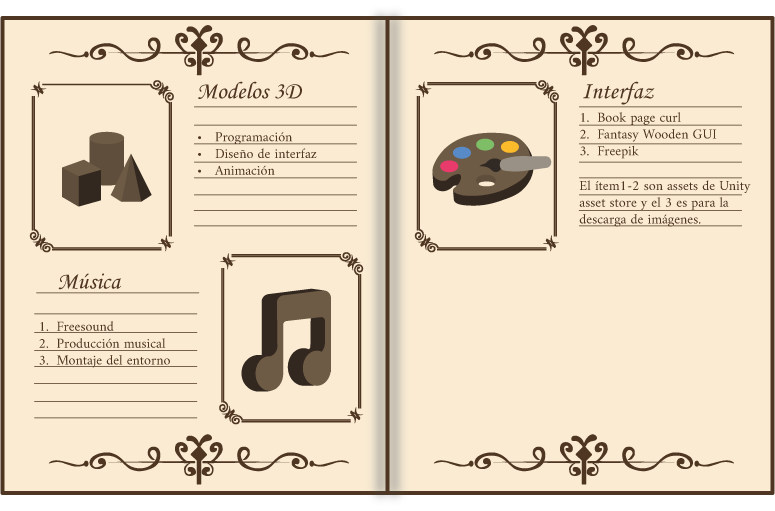 Modelos 3D
• Programación
• Diseño de interfaz
• Animación
Música
1. Freesound
2. Producción musical
3. Montaje del entorno
Interfaz
1. Book page curl
2. Fantasy Wooden GUI
3. Freepik
El ítem1-2 son assets de Unity
asset store y el 3 es para la
descarga de imágenes.